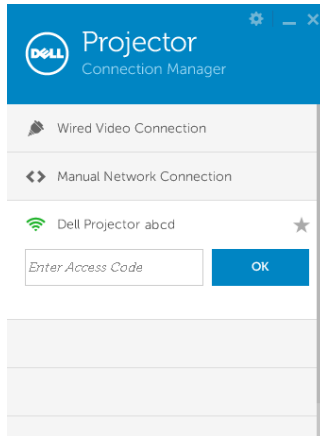 DELL
Projector
Connection Manager
Wired Video Connection
Manual Network Connection
Dell Projector abcd
Enter Access Code
OK